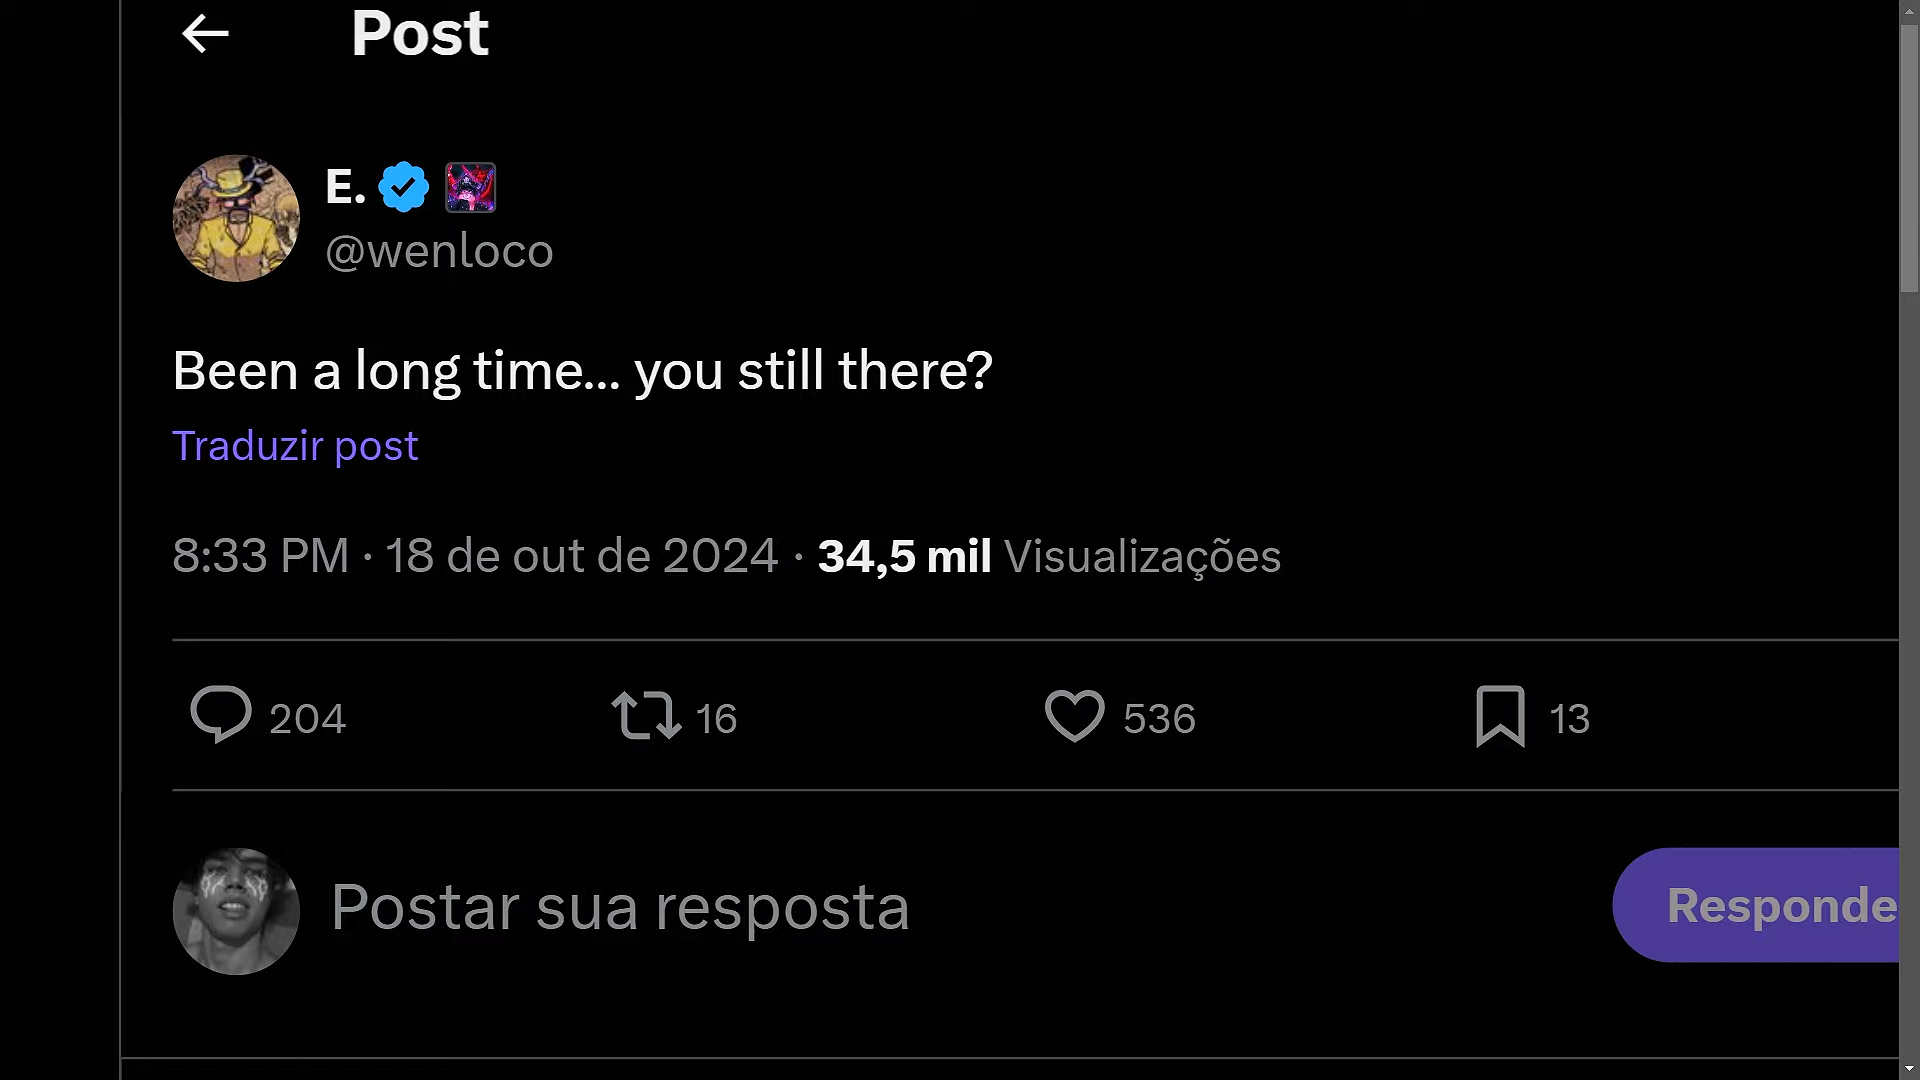 Post
E.
@wenloco
Been a long time... you still there?
Traduzir post
8:33 PM · 18 de out de 2024 · 34,5 mil Visualizações
204 16 536 13
Postar sua resposta
Responde